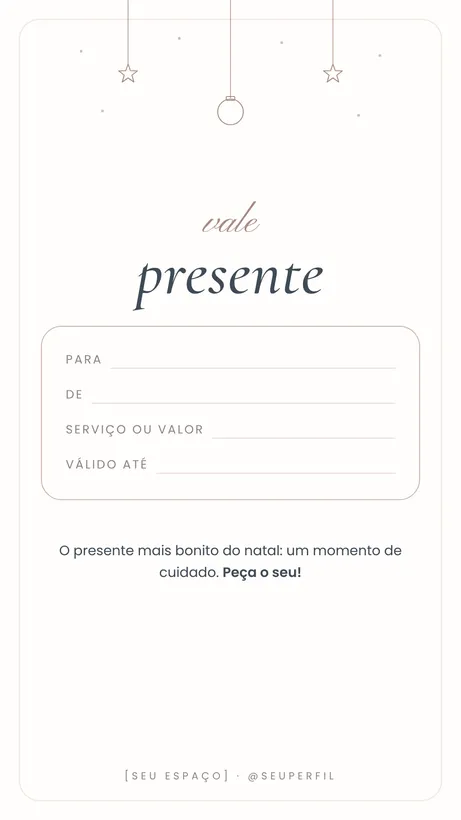 vale
presente
PARA
DE
SERVIÇO OU VALOR
VÁLIDO ATÉ
O presente mais bonito do natal: um momento de
cuidado. Peça o seu!
[SEU ESPAÇO] · @SEUPERFIL